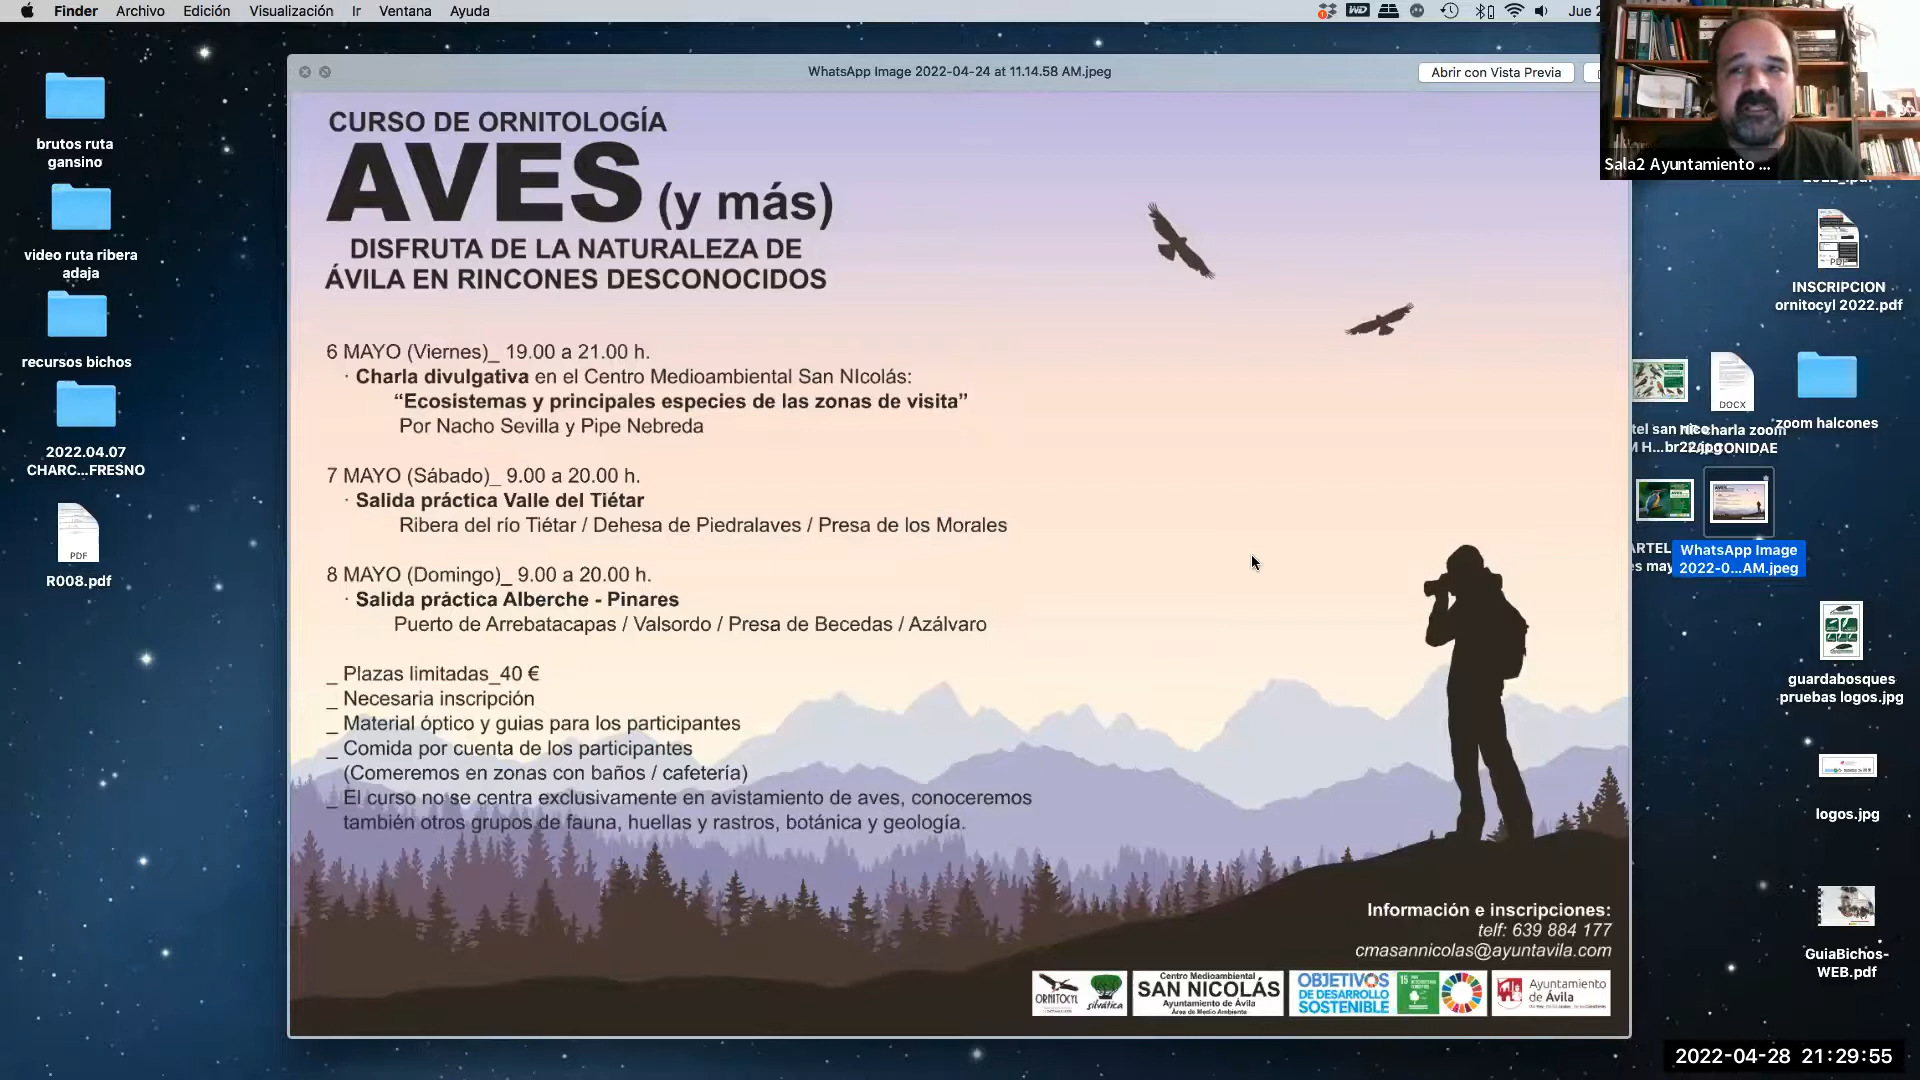 Finder Archivo Edición Visualización Ir Ventana Ayuda
WhatsApp Image 2022-04-24 at 11.14.58 AM.jpeg
Abrir con Vista Previa
Sala2 Ayuntamiento ...
CURSO DE ORNITOLOGÍA
AVES (y más)
DISFRUTA DE LA NATURALEZA DE
ÁVILA EN RINCONES DESCONOCIDOS
6 MAYO (Viernes)_ 19.00 a 21.00 h.
· Charla divulgativa en el Centro Medioambiental San NIcolás:
“Ecosistemas y principales especies de las zonas de visita”
Por Nacho Sevilla y Pipe Nebreda
7 MAYO (Sábado)_ 9.00 a 20.00 h.
· Salida práctica Valle del Tiétar
Ribera del río Tiétar / Dehesa de Piedralaves / Presa de los Morales
8 MAYO (Domingo)_ 9.00 a 20.00 h.
· Salida práctica Alberche - Pinares
Puerto de Arrebatacapas / Valsordo / Presa de Becedas / Azálvaro
_ Plazas limitadas_40 €
_ Necesaria inscripción
_ Material óptico y guias para los participantes
_ Comida por cuenta de los participantes
(Comeremos en zonas con baños / cafetería)
_ El curso no se centra exclusivamente en avistamiento de aves, conoceremos
también otros grupos de fauna, huellas y rastros, botánica y geología.
Información e inscripciones:
telf: 639 884 177
cmasannicolas@ayuntavila.com
ORNITOCYL
silvática
Centro Medioambiental
SAN NICOLÁS
Ayuntamiento de Ávila
Área de Medio Ambiente
OBJETIVOS
DE DESARROLLO
SOSTENIBLE
15
Ayuntamiento
de Ávila
brutos ruta
gansino
video ruta ribera
adaja
recursos bichos
2022.04.07
CHARC...FRESNO
PDF
R008.pdf
PDF
INSCRIPCION
ornitocyl 2022.pdf
DOCX
zoom halcones
WhatsApp Image
2022-0...AM.jpeg
guardabosques
pruebas logos.jpg
logos.jpg
GuiaBichos-
WEB.pdf
2022-04-28 21:29:55